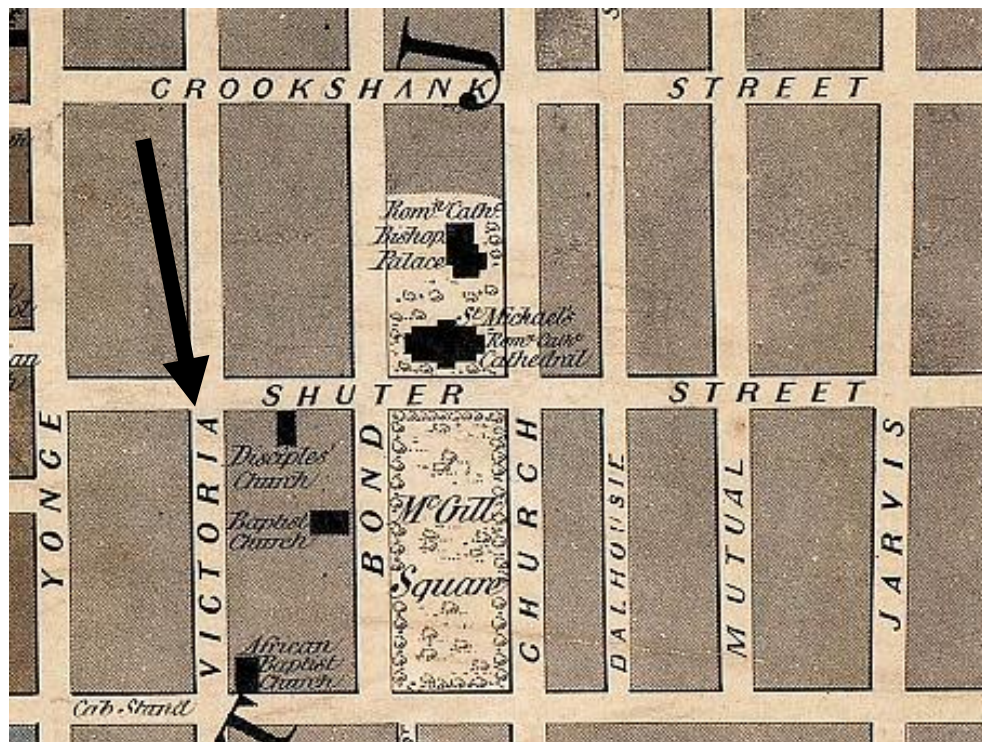 CROOKSHANK STREET
Romn. Cathc.
Bishop
Palace
St. Michael's
Romn. Cathc.
Cathedral
SHUTER STREET
YONGE
VICTORIA
Disciples'
Church
Baptist
Church
African
Baptist
Church
BOND
McGill
Square
CHURCH
DALHOUSIE
MUTUAL
JARVIS
Cab Stand